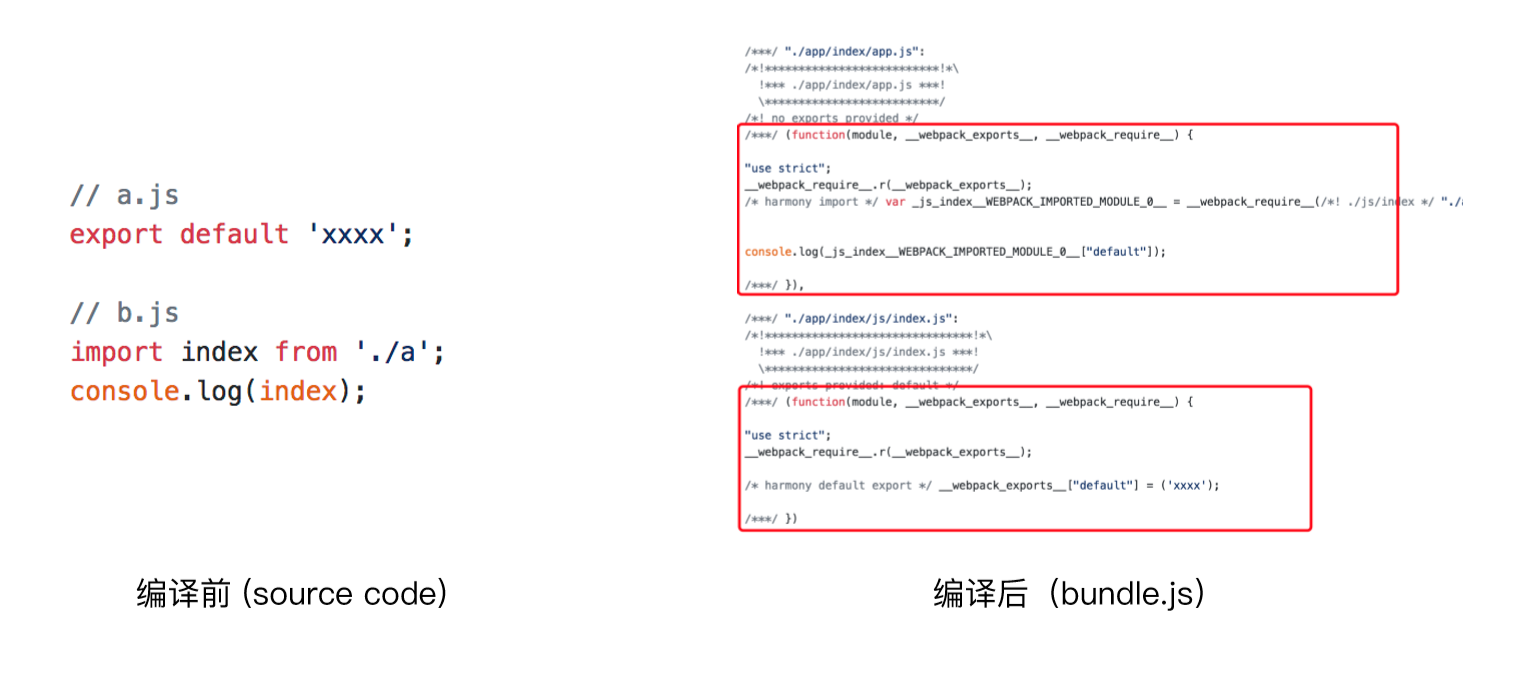 // a.js
export default 'xxxx';
// b.js
import index from './a';
console.log(index);
编译前 (source code)
/***/ "./app/index/app.js":
/*!**************************!*\
!*** ./app/index/app.js ***!
\**************************/
/*! no exports provided */
/***/ (function(module, __webpack_exports__, __webpack_require__) {
"use strict";
__webpack_require__.r(__webpack_exports__);
/* harmony import */ var _js_index__WEBPACK_IMPORTED_MODULE_0__ = __webpack_require__(/*! ./js/index */ "./
console.log(_js_index__WEBPACK_IMPORTED_MODULE_0__["default"]);
/***/ }),
/***/ "./app/index/js/index.js":
/*!*******************************!*\
!*** ./app/index/js/index.js ***!
\*******************************/
/*! exports provided: default */
/***/ (function(module, __webpack_exports__, __webpack_require__) {
"use strict";
__webpack_require__.r(__webpack_exports__);
/* harmony default export */ __webpack_exports__["default"] = ('xxxx');
/***/ })
编译后（bundle.js）